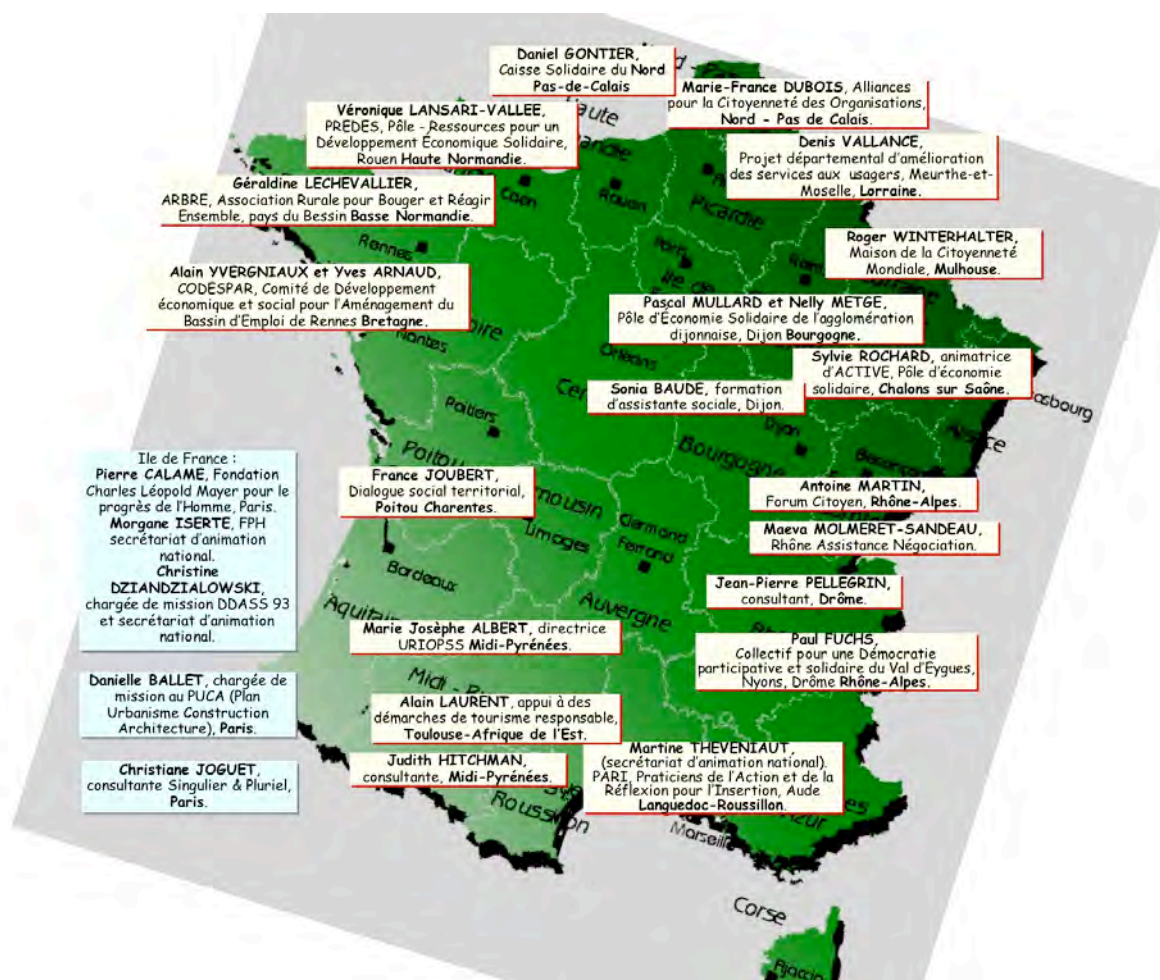 Daniel GONTIER,
Caisse Solidaire du Nord
Pas-de-Calais
Marie-France DUBOIS, Alliances
pour la Citoyenneté des Organisations,
Nord - Pas de Calais.
Véronique LANSARI-VALLEE,
PREDES, Pôle - Ressources pour un
Développement Économique Solidaire,
Rouen Haute Normandie.
Denis VALLANCE,
Projet départemental d'amélioration
des services aux usagers, Meurthe-et-
Moselle, Lorraine.
Géraldine LECHEVALLIER,
ARBRE, Association Rurale pour Bouger et Réagir
Ensemble, pays du Bessin Basse Normandie.
Roger WINTERHALTER,
Maison de la Citoyenneté
Mondiale, Mulhouse.
Alain YVERGNIAUX et Yves ARNAUD,
CODESPAR, Comité de Développement
économique et social pour l'Aménagement du
Bassin d'Emploi de Rennes Bretagne.
Pascal MULLARD et Nelly METGE,
Pôle d'Économie Solidaire de l'agglomération
dijonnaise, Dijon Bourgogne.
Sylvie ROCHARD, animatrice
d'ACTIVE, Pôle d'économie
solidaire, Chalons sur Saône.
Sonia BAUDE, formation
d'assistante sociale, Dijon.
Ile de France :
Pierre CALAME, Fondation
Charles Léopold Mayer pour le
progrès de l'Homme, Paris.
Morgane ISERTE, FPH
secrétariat d'animation
national.
Christine
DZIANDZIALOWSKI,
chargée de mission DDASS 93
et secrétariat d'animation
national.
France JOUBERT,
Dialogue social territorial,
Poitou Charentes.
Antoine MARTIN,
Forum Citoyen, Rhône-Alpes.
Maeva MOLMERET-SANDEAU,
Rhône Assistance Négociation.
Jean-Pierre PELLEGRIN,
consultant, Drôme.
Marie Josèphe ALBERT, directrice
URIOPSS Midi-Pyrénées.
Paul FUCHS,
Collectif pour une Démocratie
participative et solidaire du Val d'Eygues,
Nyons, Drôme Rhône-Alpes.
Danielle BALLET, chargée de
mission au PUCA (Plan
Urbanisme Construction
Architecture), Paris.
Alain LAURENT, appui à des
démarches de tourisme responsable,
Toulouse-Afrique de l'Est.
Martine THEVENIAUT,
(secrétariat d'animation national).
PARI, Praticiens de l'Action et de la
Réflexion pour l'Insertion, Aude
Languedoc-Roussillon.
Judith HITCHMAN,
consultante, Midi-Pyrénées.
Christiane JOGUET,
consultante Singulier & Pluriel,
Paris.
Haute
Caen
Rouen
Picardie
Rennes
Paris
Île de
Nantes
Orléans
Poitiers
Dijon
Bourgogne
Alsace
Limoges
Clermond
Ferrand
Bordeaux
Auvergne
Marseille
Corse
Ajaccio